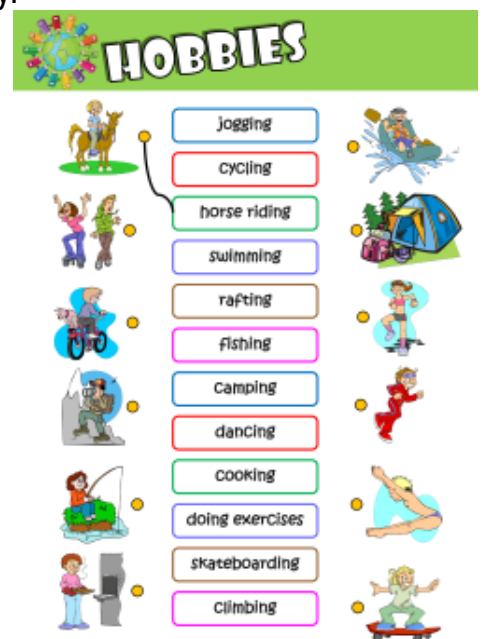 y.
HOBBIES
jogging
cycling
horse riding
swimming
rafting
fishing
camping
dancing
cooking
doing exercises
skateboarding
climbing